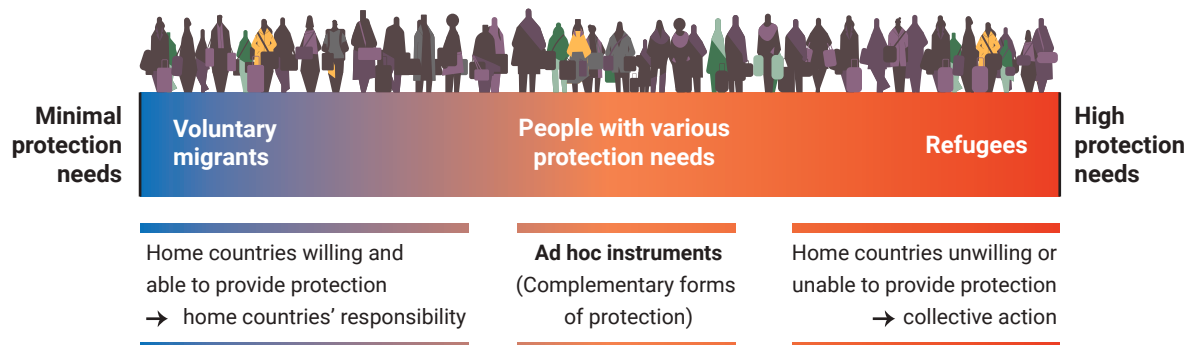 Minimal
protection
needs
Voluntary
migrants
People with various
protection needs
Refugees
High
protection
needs
Home countries willing and
able to provide protection
→ home countries’ responsibility
Ad hoc instruments
(Complementary forms
of protection)
Home countries unwilling or
unable to provide protection
→ collective action